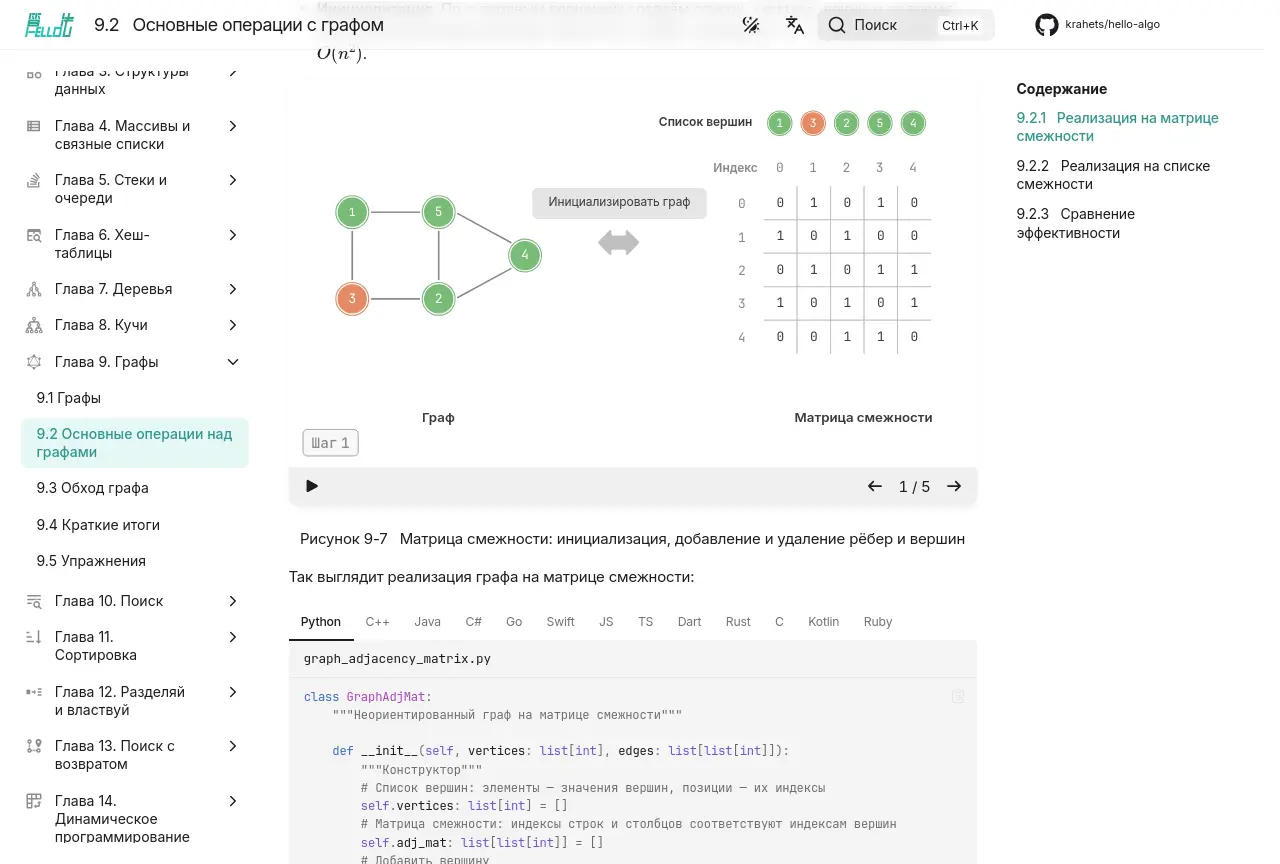 HELLO 9.2 Основные операции с графом Поиск Ctrl+K krahets/hello-algo
O(n²).
Глава 3. Структуры
данных
Глава 4. Массивы и
связные списки
Глава 5. Стеки и
очереди
Глава 6. Хеш-
таблицы
Глава 7. Деревья
Глава 8. Кучи
Глава 9. Графы
9.1 Графы
9.2 Основные операции над
графами
9.3 Обход графа
9.4 Краткие итоги
9.5 Упражнения
Глава 10. Поиск
Глава 11.
Сортировка
Глава 12. Разделяй
и властвуй
Глава 13. Поиск с
возвратом
Глава 14.
Динамическое
программирование
Список вершин 1 3 2 5 4
Индекс 0 1 2 3 4
0 0 1 0 1 0
1 1 0 1 0 0
2 0 1 0 1 1
3 1 0 1 0 1
4 0 0 1 1 0
Инициализировать граф
1 5
4
3 2
Граф Матрица смежности
Шаг 1
1 / 5
Рисунок 9-7 Матрица смежности: инициализация, добавление и удаление рёбер и вершин
Так выглядит реализация графа на матрице смежности:
Python C++ Java C# Go Swift JS TS Dart Rust C Kotlin Ruby
graph_adjacency_matrix.py
class GraphAdjMat:
"""Неориентированный граф на матрице смежности"""
def __init__(self, vertices: list[int], edges: list[list[int]]):
"""Конструктор"""
# Список вершин: элементы — значения вершин, позиции — их индексы
self.vertices: list[int] = []
# Матрица смежности: индексы строк и столбцов соответствуют индексам вершин
self.adj_mat: list[list[int]] = []
# Добавить вершину
Содержание
9.2.1 Реализация на матрице
смежности
9.2.2 Реализация на списке
смежности
9.2.3 Сравнение
эффективности